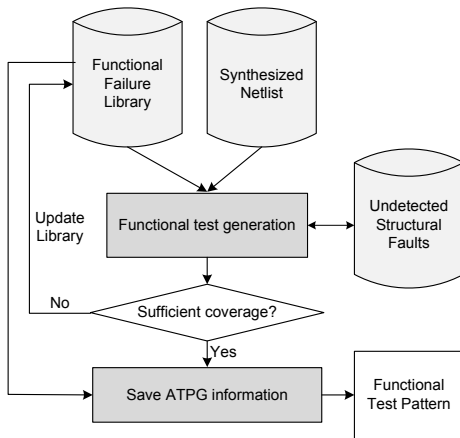 Functional
Failure
Library
Synthesized
Netlist
Update
Library
Functional test generation
Undetected
Structural
Faults
No
Sufficient coverage?
Yes
Save ATPG information
Functional
Test Pattern